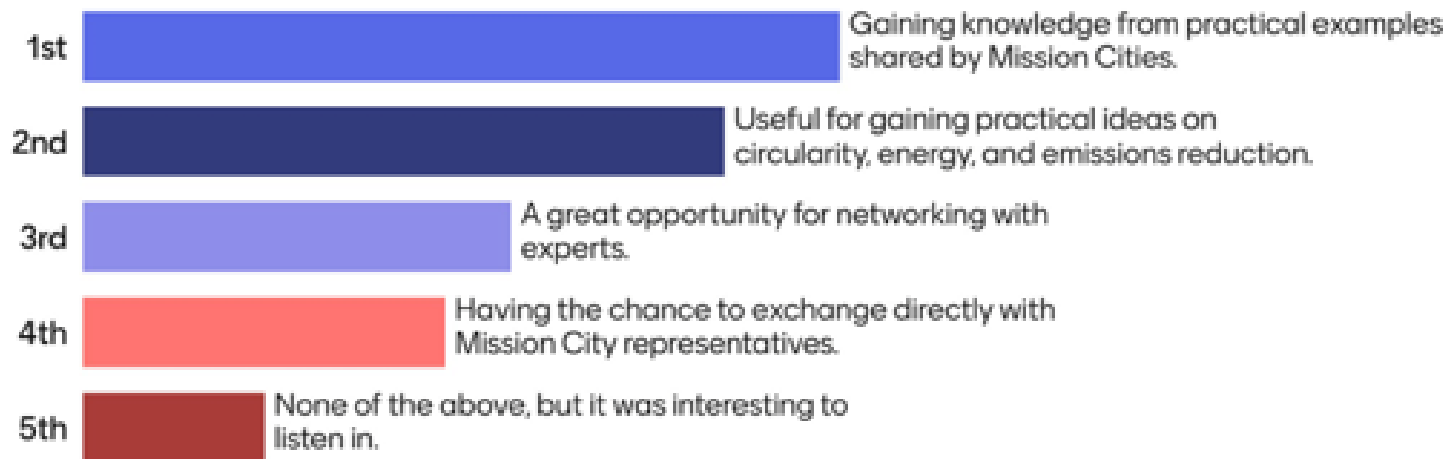 1st
Gaining knowledge from practical examples
shared by Mission Cities.
2nd
Useful for gaining practical ideas on
circularity, energy, and emissions reduction.
3rd
A great opportunity for networking with
experts.
4th
Having the chance to exchange directly with
Mission City representatives.
5th
None of the above, but it was interesting to
listen in.